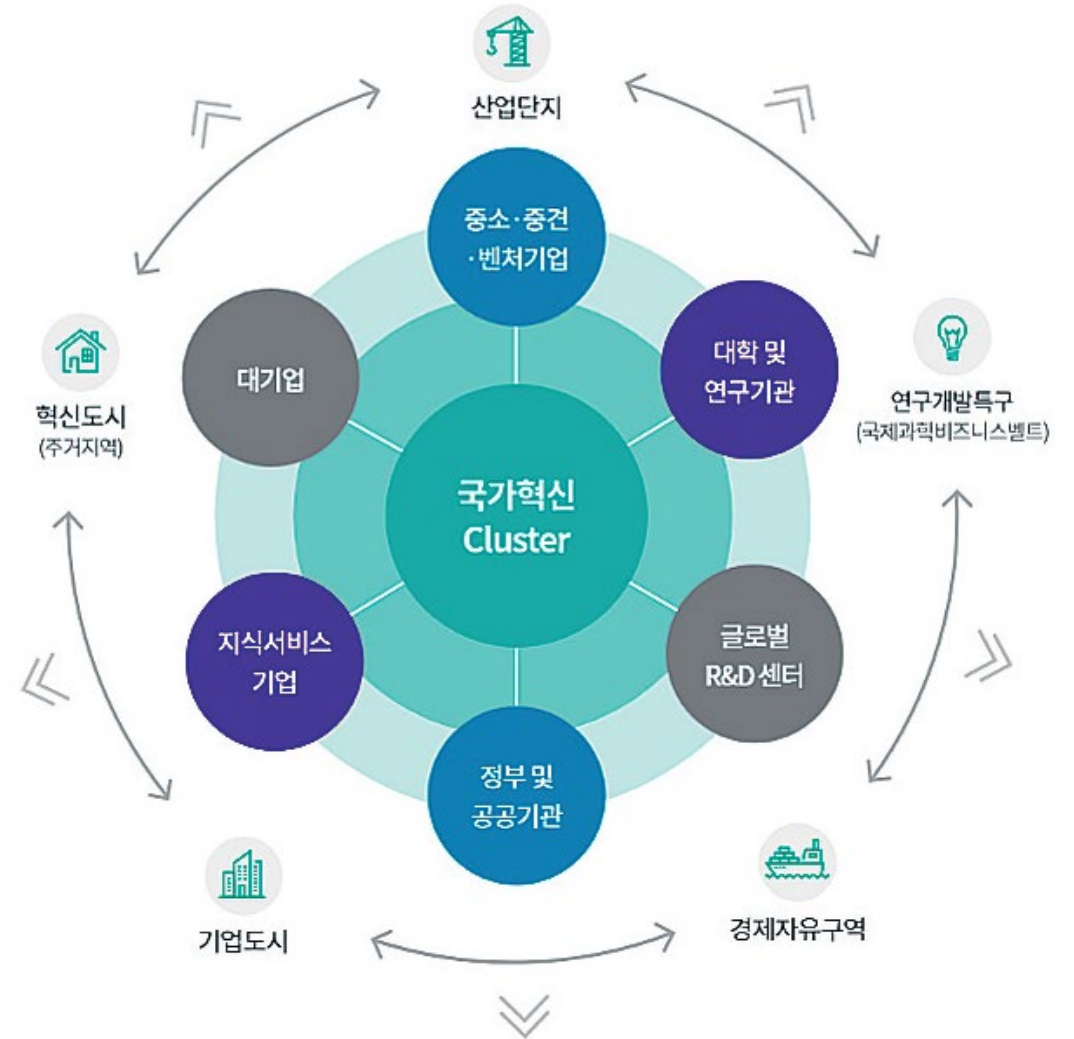 산업단지
중소·중견
·벤처기업
대학 및
연구기관
대기업
혁신도시
(주거지역)
연구개발특구
(국제과학비즈니스벨트)
국가혁신
Cluster
지식서비스
기업
글로벌
R&D 센터
정부 및
공공기관
기업도시
경제자유구역